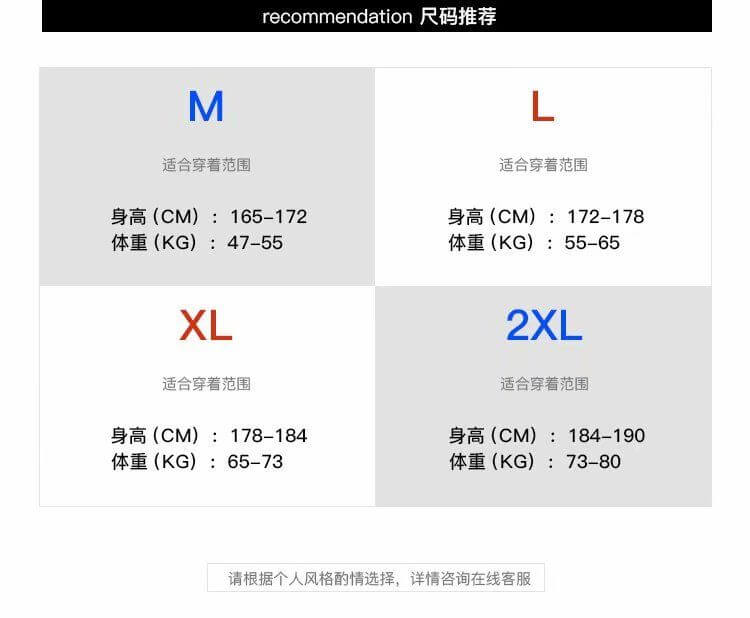 recommendation 尺码推荐
M
适合穿着范围
身高(CM) : 165-172
体重(KG) : 47-55
L
适合穿着范围
身高(CM) : 172-178
体重(KG) : 55-65
XL
适合穿着范围
身高(CM) : 178-184
体重(KG) : 65-73
2XL
适合穿着范围
身高(CM) : 184-190
体重(KG) : 73-80
请根据个人风格酌情选择，详情咨询在线客服